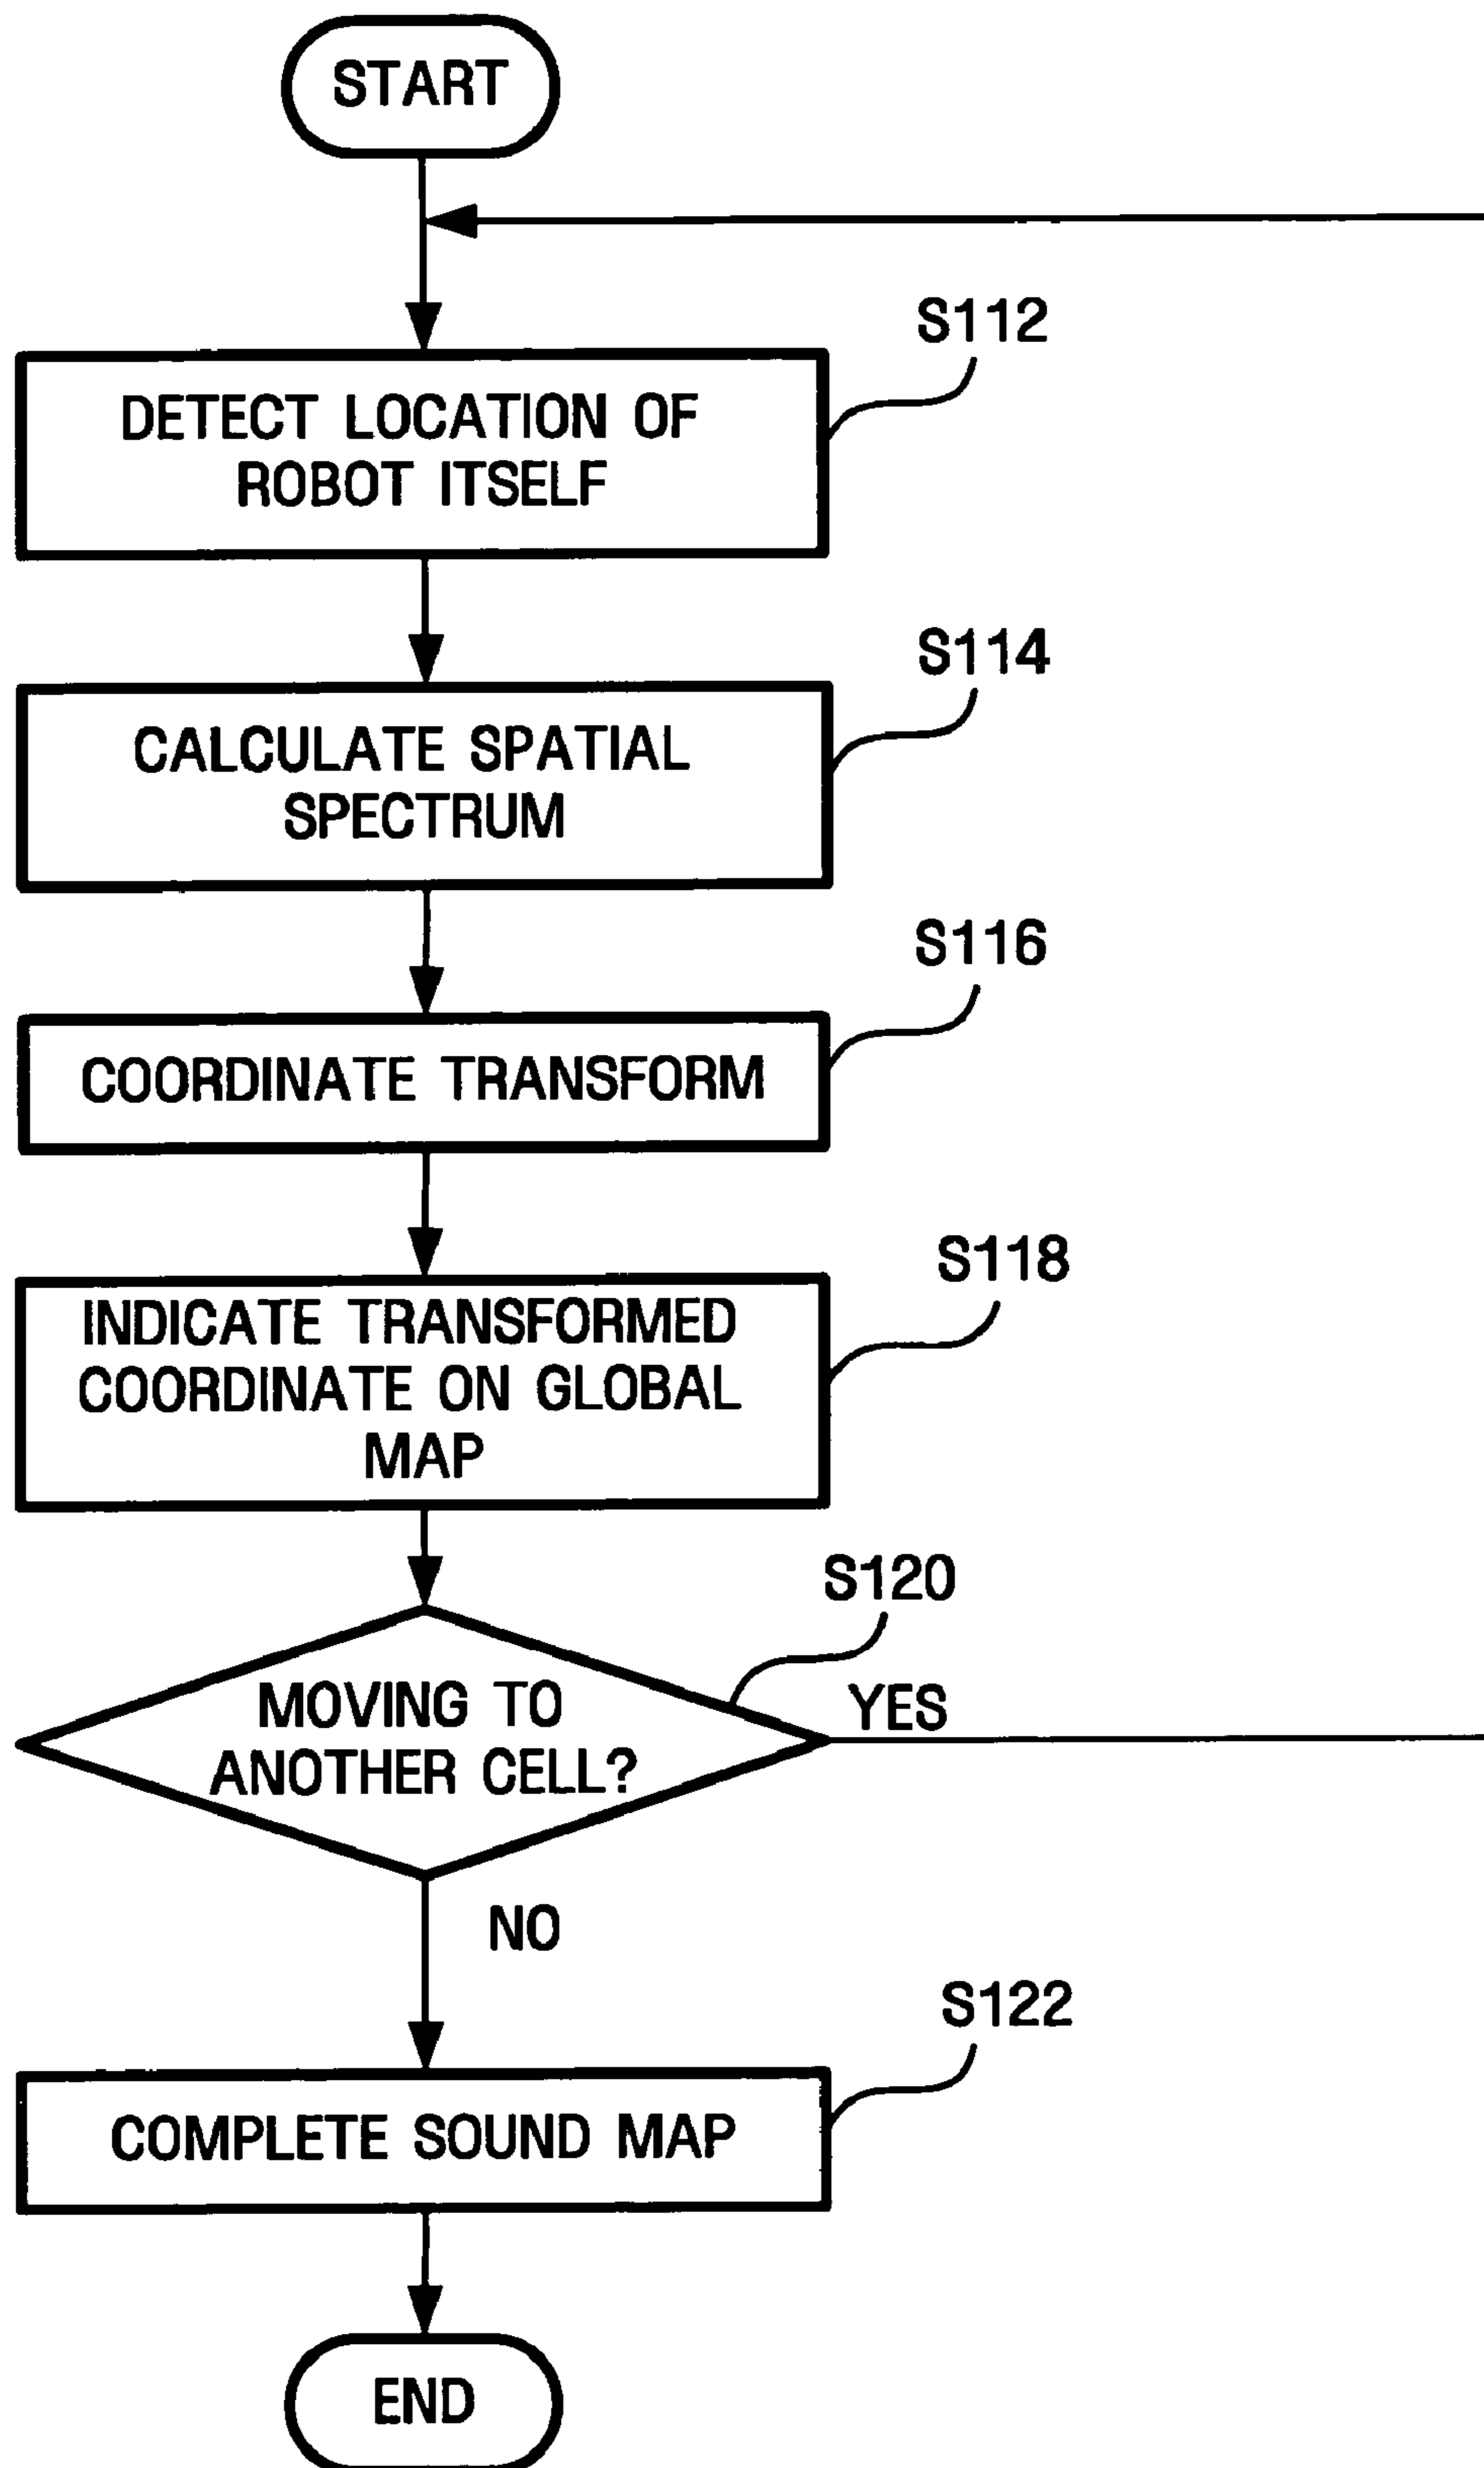 START
S112
DETECT LOCATION OF
ROBOT ITSELF
S114
CALCULATE SPATIAL
SPECTRUM
S116
COORDINATE TRANSFORM
S118
INDICATE TRANSFORMED
COORDINATE ON GLOBAL
MAP
S120
MOVING TO
ANOTHER CELL?
YES
NO
S122
COMPLETE SOUND MAP
END